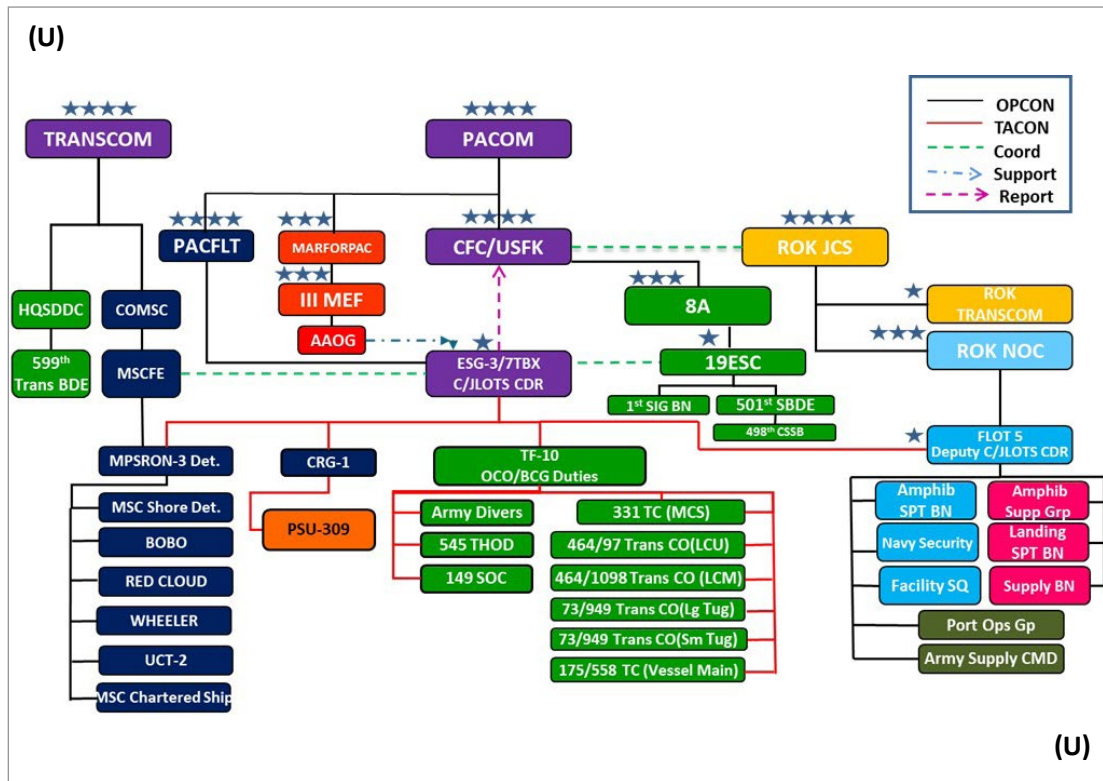 (U)
OPCON
TACON
Coord
Support
Report
TRANSCOM
PACOM
PACFLT
MARFORPAC
CFC/USFK
ROK JCS
III MEF
8A
HQSDDC
COMSC
ROK
TRANSCOM
AAOG
ROK NOC
599th
Trans BDE
MSCFE
ESG-3/7TBX
C/JLOTS CDR
19ESC
1st SIG BN
501st SBDE
498th CSSB
FLOT 5
Deputy C/JLOTS CDR
MPSRON-3 Det.
CRG-1
TF-10
OCO/BCG Duties
MSC Shore Det.
BOBO
RED CLOUD
WHEELER
UCT-2
MSC Chartered Ship
PSU-309
Army Divers
545 THOD
149 SOC
331 TC (MCS)
464/97 Trans CO(LCU)
464/1098 Trans CO (LCM)
73/949 Trans CO(Lg Tug)
73/949 Trans CO(Sm Tug)
175/558 TC (Vessel Main)
Amphib
SPT BN
Amphib
Supp Grp
Navy Security
Landing
SPT BN
Facility SQ
Supply BN
Port Ops Gp
Army Supply CMD
(U)